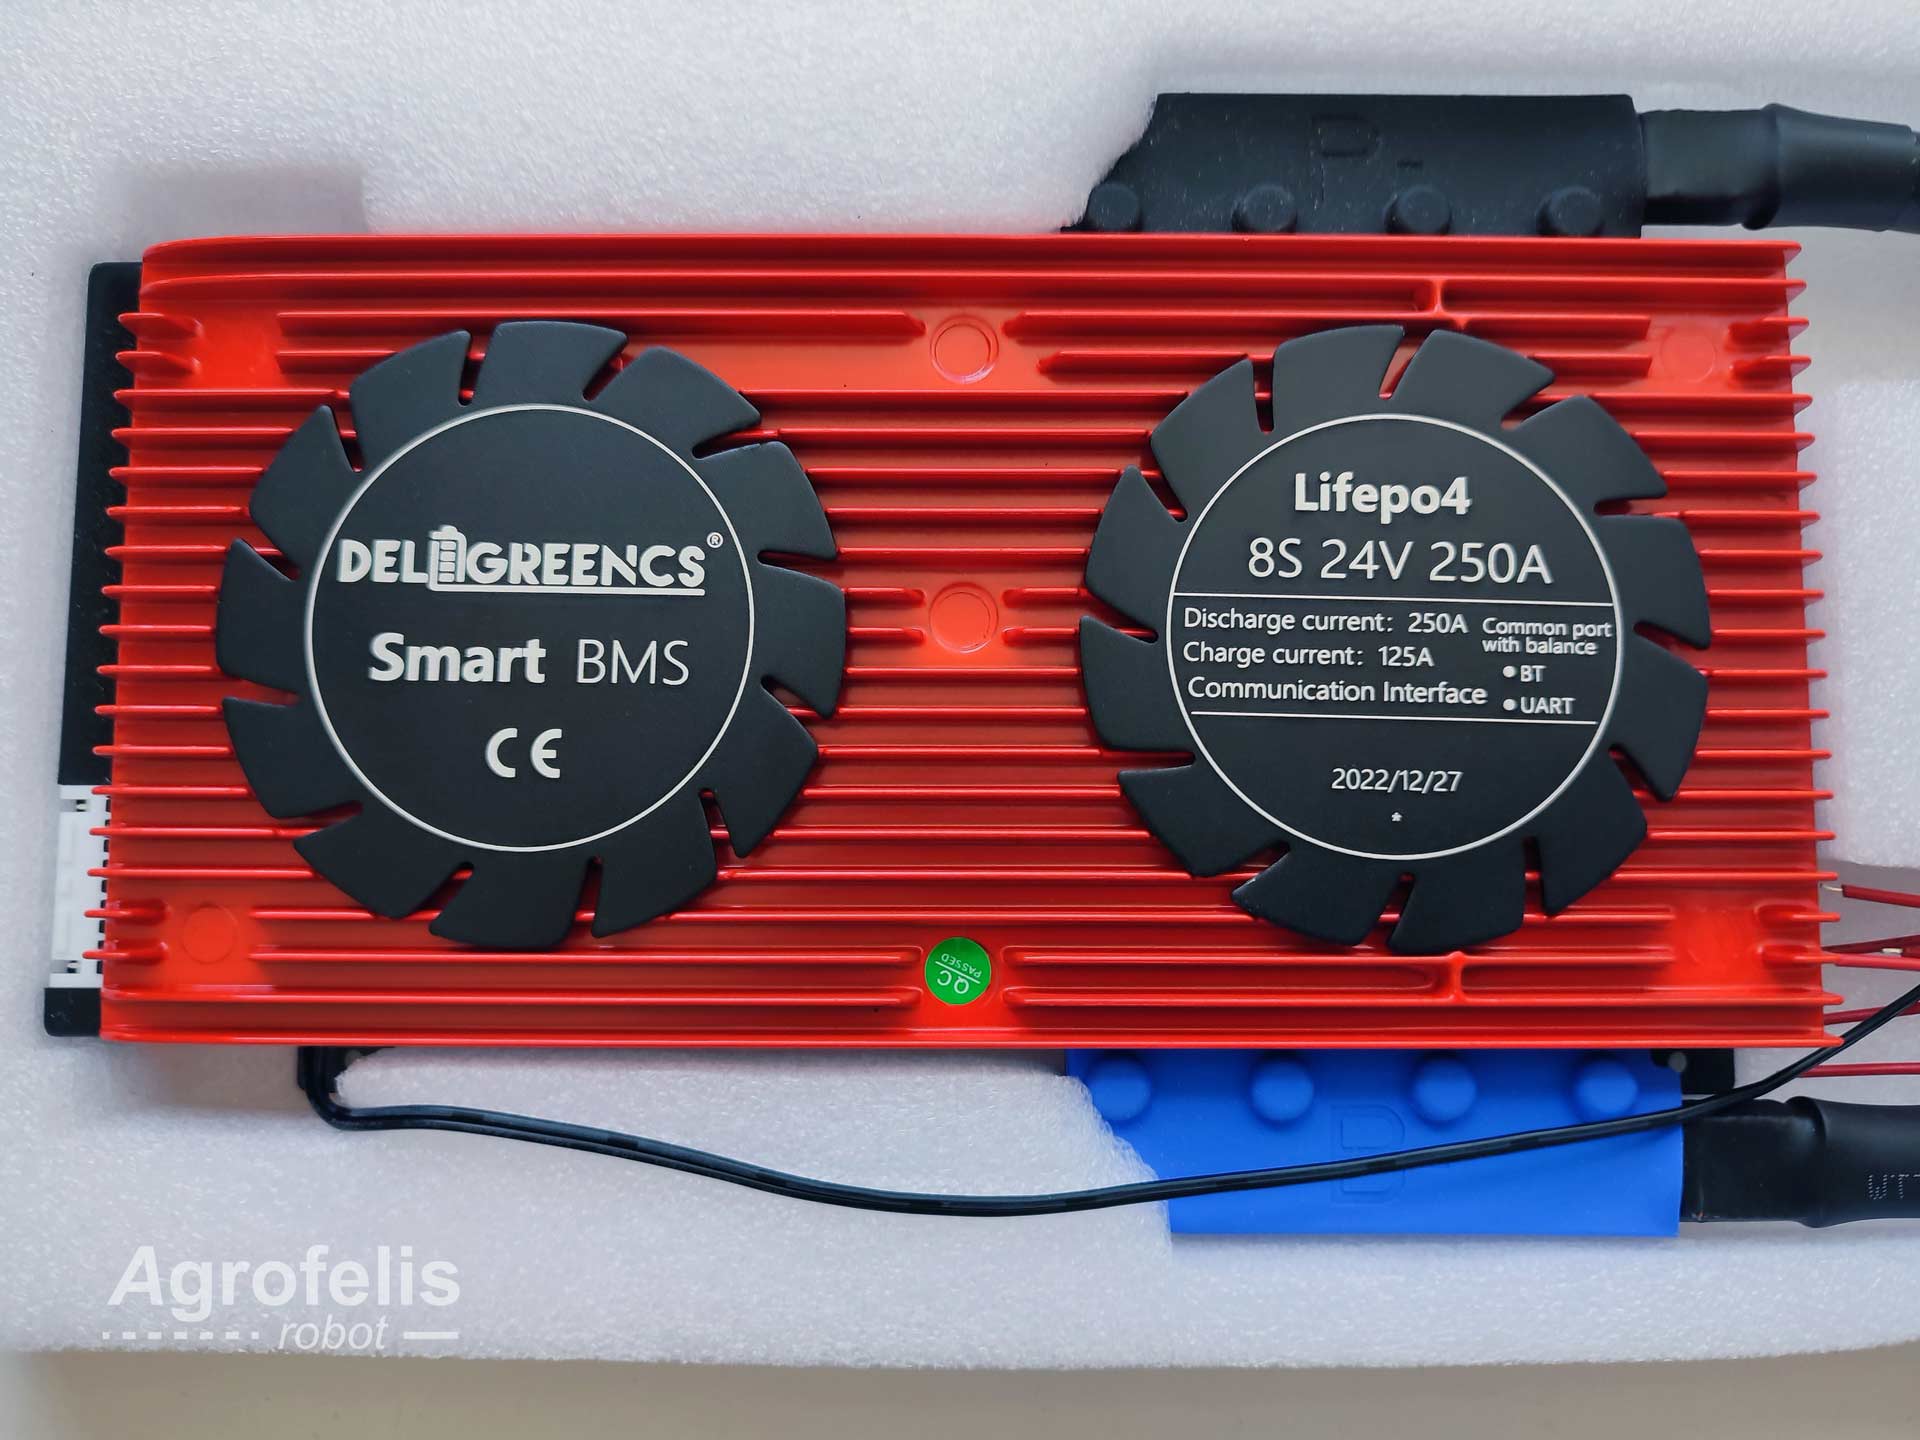 P-
DELIGREENCS®
Smart BMS
CE
Lifepo4
8S 24V 250A
Discharge current: 250A
Charge current: 125A
Common port
with balance
Communication Interface
• BT
• UART
2022/12/27
*
QC
PASSED
Agrofelis
robot